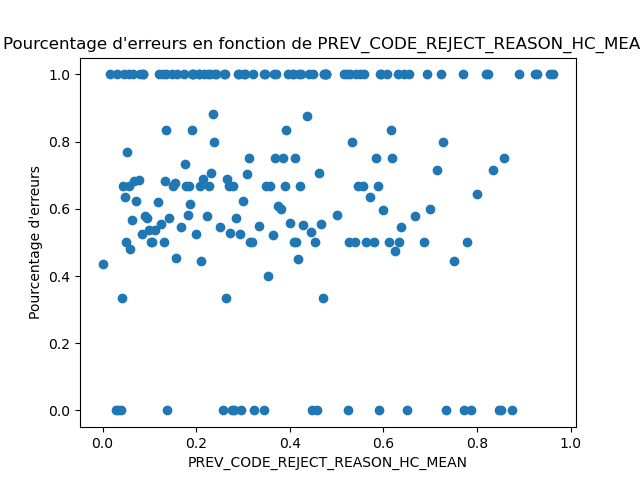 Pourcentage d'erreurs en fonction de PREV_CODE_REJECT_REASON_HC_MEA
1.0
0.8
0.6
0.4
0.2
0.0
Pourcentage d'erreurs
0.0 0.2 0.4 0.6 0.8 1.0
PREV_CODE_REJECT_REASON_HC_MEAN